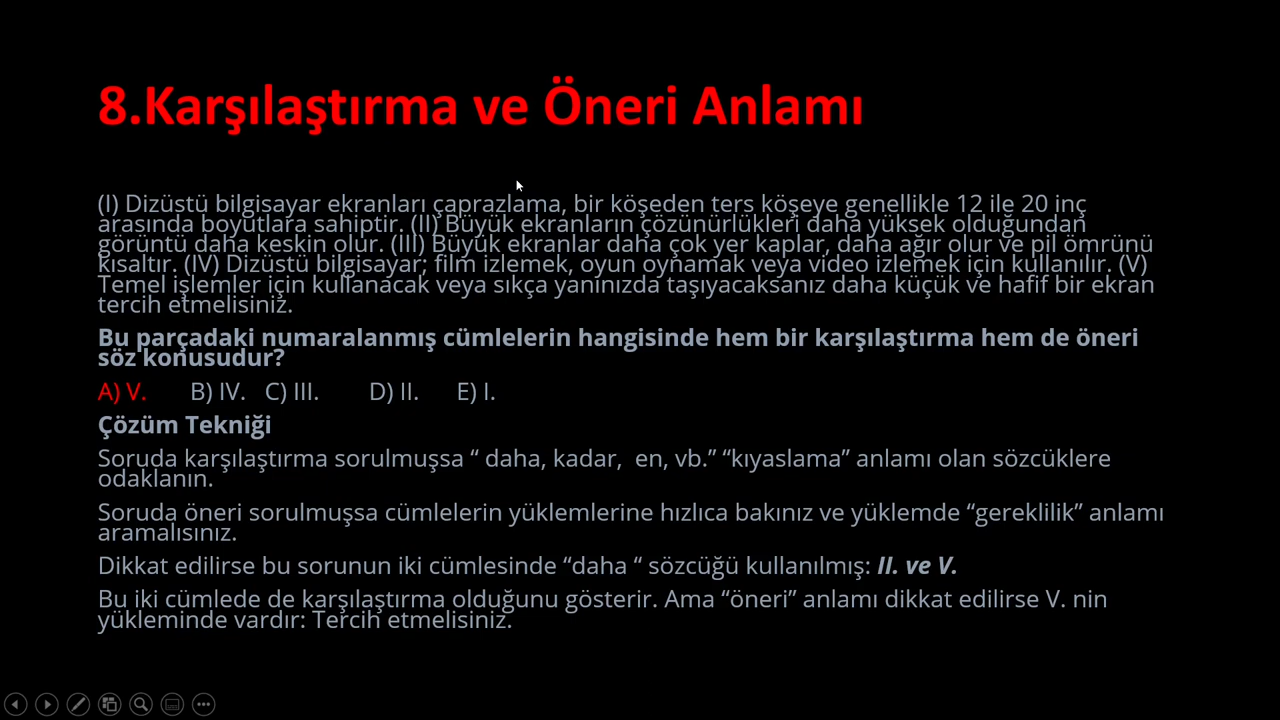 8.Karşılaştırma ve Öneri Anlamı
(I) Dizüstü bilgisayar ekranları çaprazlama, bir köşeden ters köşeye genellikle 12 ile 20 inç
arasında boyutlara sahiptir. (II) Büyük ekranların çözünürlükleri daha yüksek olduğundan
görüntü daha keskin olur. (III) Büyük ekranlar daha çok yer kaplar, daha ağır olur ve pil ömrünü
kısaltır. (IV) Dizüstü bilgisayar; film izlemek, oyun oynamak veya video izlemek için kullanılır. (V)
Temel işlemler için kullanacak veya sıkça yanınızda taşıyacaksanız daha küçük ve hafif bir ekran
tercih etmelisiniz.
Bu parçadaki numaralanmış cümlelerin hangisinde hem bir karşılaştırma hem de öneri
söz konusudur?
A) V. B) IV. C) III. D) II. E) I.
Çözüm Tekniği
Soruda karşılaştırma sorulmuşsa “ daha, kadar, en, vb.” “kıyaslama” anlamı olan sözcüklere
odaklanın.
Soruda öneri sorulmuşsa cümlelerin yüklemlerine hızlıca bakınız ve yüklemde “gereklilik” anlamı
aramalısınız.
Dikkat edilirse bu sorunun iki cümlesinde “daha “ sözcüğü kullanılmış: II. ve V.
Bu iki cümlede de karşılaştırma olduğunu gösterir. Ama “öneri” anlamı dikkat edilirse V. nin
yükleminde vardır: Tercih etmelisiniz.